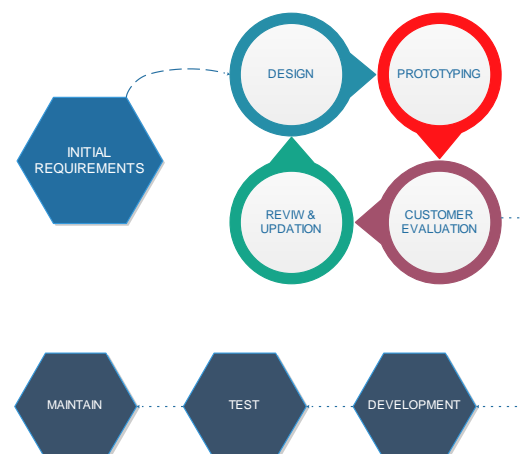 DESIGN
PROTOTYPING
INITIAL
REQUIREMENTS
REVIW &
UPDATION
CUSTOMER
EVALUATION
MAINTAIN
TEST
DEVELOPMENT